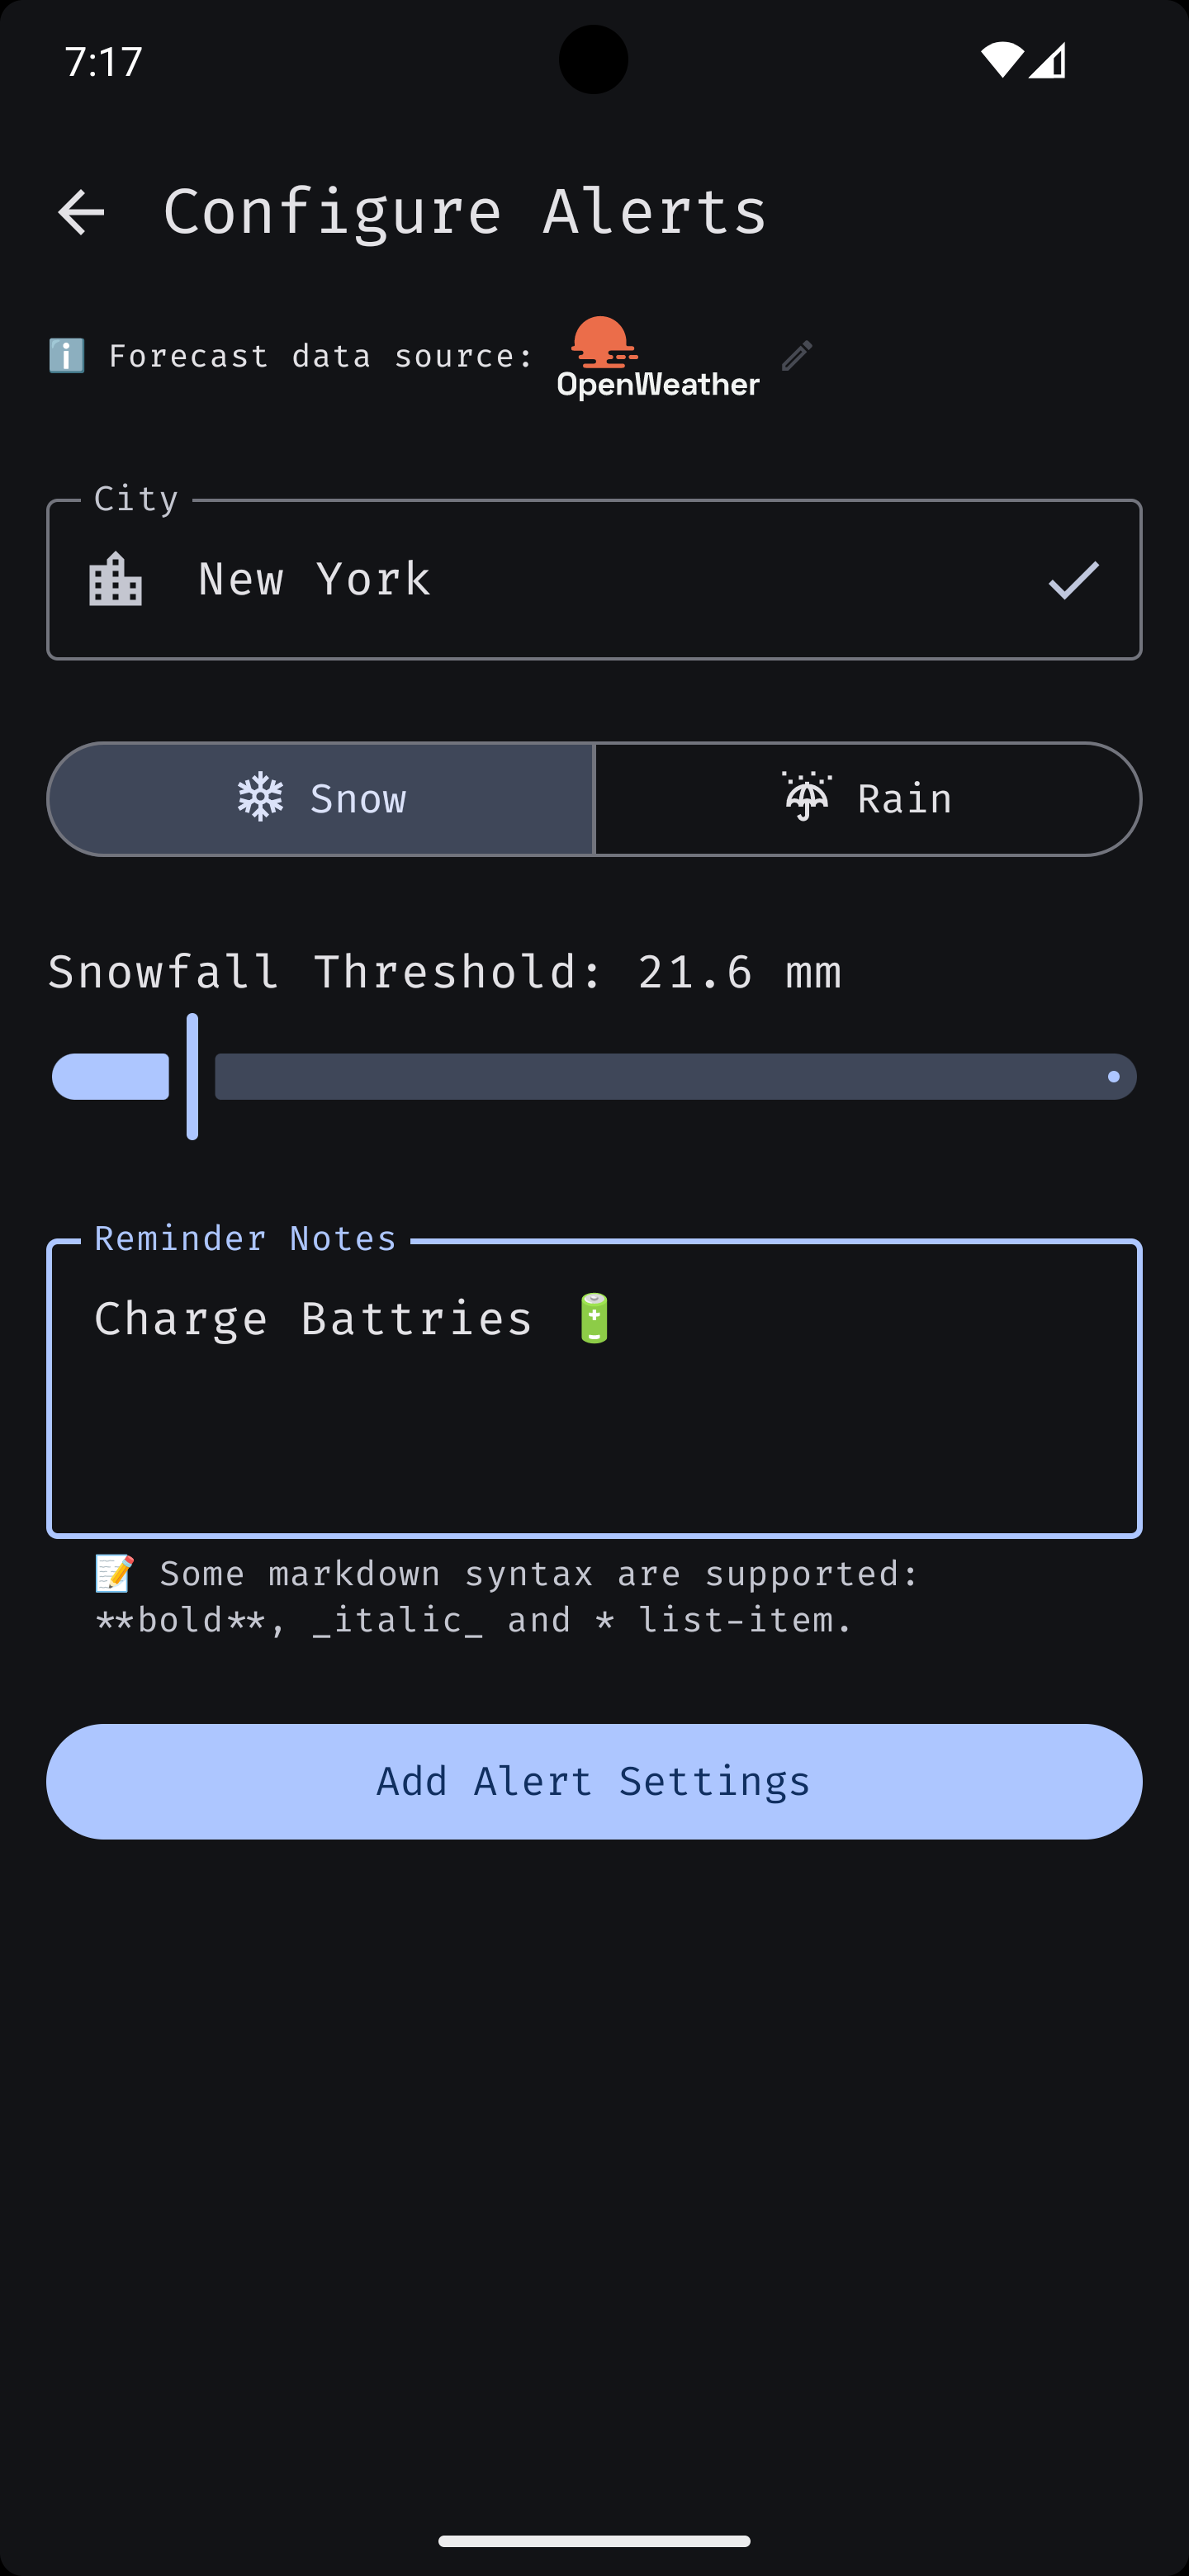 7:17
Configure Alerts
ℹ️ Forecast data source: OpenWeather
City
New York
Snow
Rain
Snowfall Threshold: 21.6 mm
Reminder Notes
Charge Battries 🔋
📝 Some markdown syntax are supported:
**bold**, _italic_ and * list-item.
Add Alert Settings